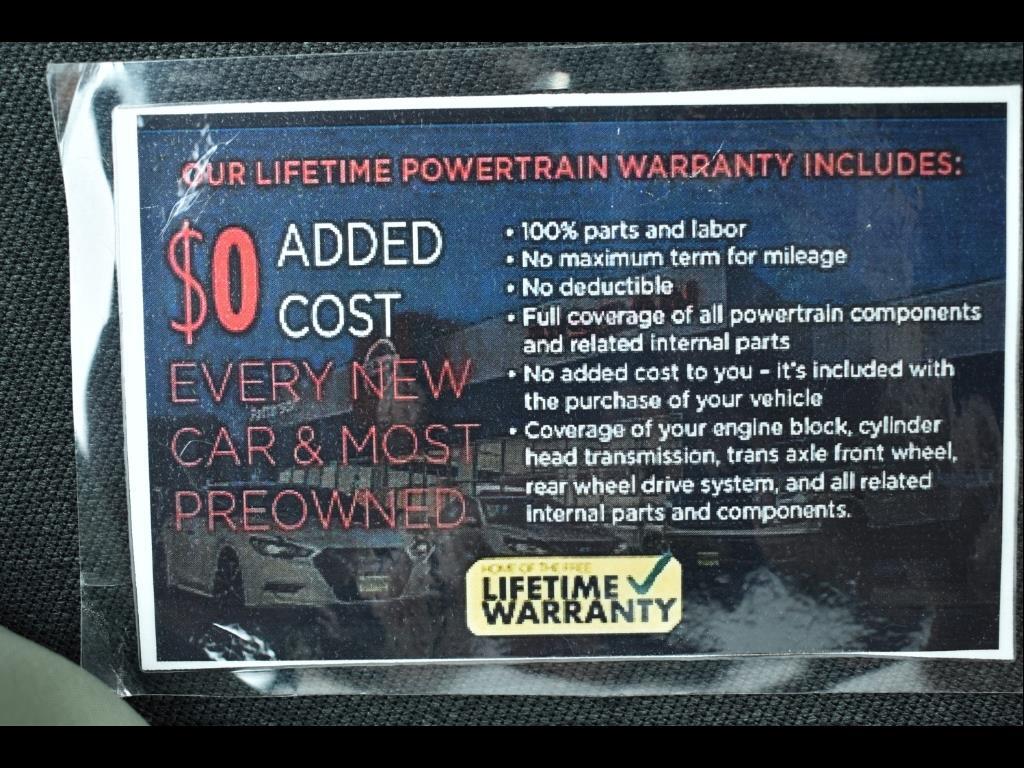 OUR LIFETIME POWERTRAIN WARRANTY INCLUDES:
$0 ADDED
COST
EVERY NEW
CAR & MOST
PREOWNED
• 100% parts and labor
• No maximum term for mileage
• No deductible
• Full coverage of all powertrain components
and related internal parts
• No added cost to you – it's included with
the purchase of your vehicle
• Coverage of your engine block, cylinder
head transmission, trans axle front wheel,
rear wheel drive system, and all related
internal parts and components.
HOME OF THE FREE
LIFETIME
WARRANTY